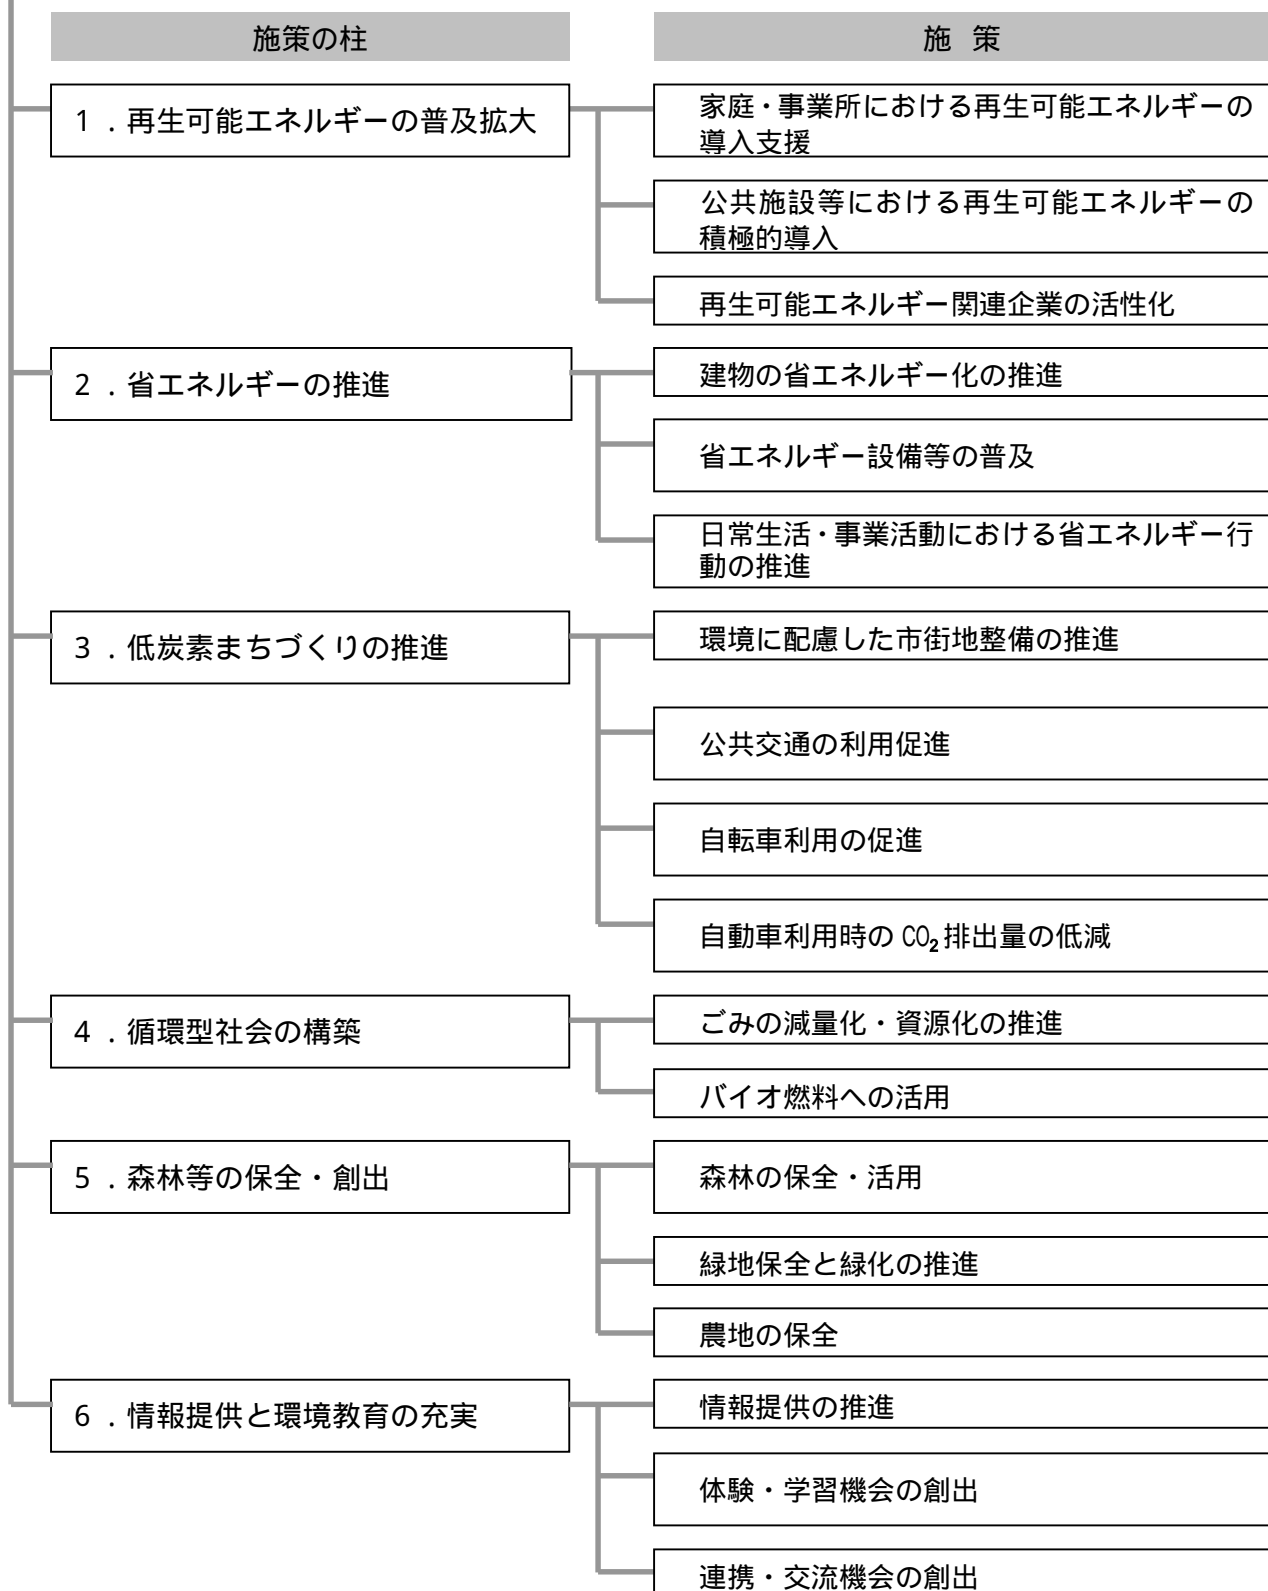 施策の柱
施 策
1．再生可能エネルギーの普及拡大
家庭・事業所における再生可能エネルギーの
導入支援
公共施設等における再生可能エネルギーの
積極的導入
再生可能エネルギー関連企業の活性化
2．省エネルギーの推進
建物の省エネルギー化の推進
省エネルギー設備等の普及
日常生活・事業活動における省エネルギー行
動の推進
3．低炭素まちづくりの推進
環境に配慮した市街地整備の推進
公共交通の利用促進
自転車利用の促進
自動車利用時の CO₂排出量の低減
4．循環型社会の構築
ごみの減量化・資源化の推進
バイオ燃料への活用
5．森林等の保全・創出
森林の保全・活用
緑地保全と緑化の推進
農地の保全
6．情報提供と環境教育の充実
情報提供の推進
体験・学習機会の創出
連携・交流機会の創出